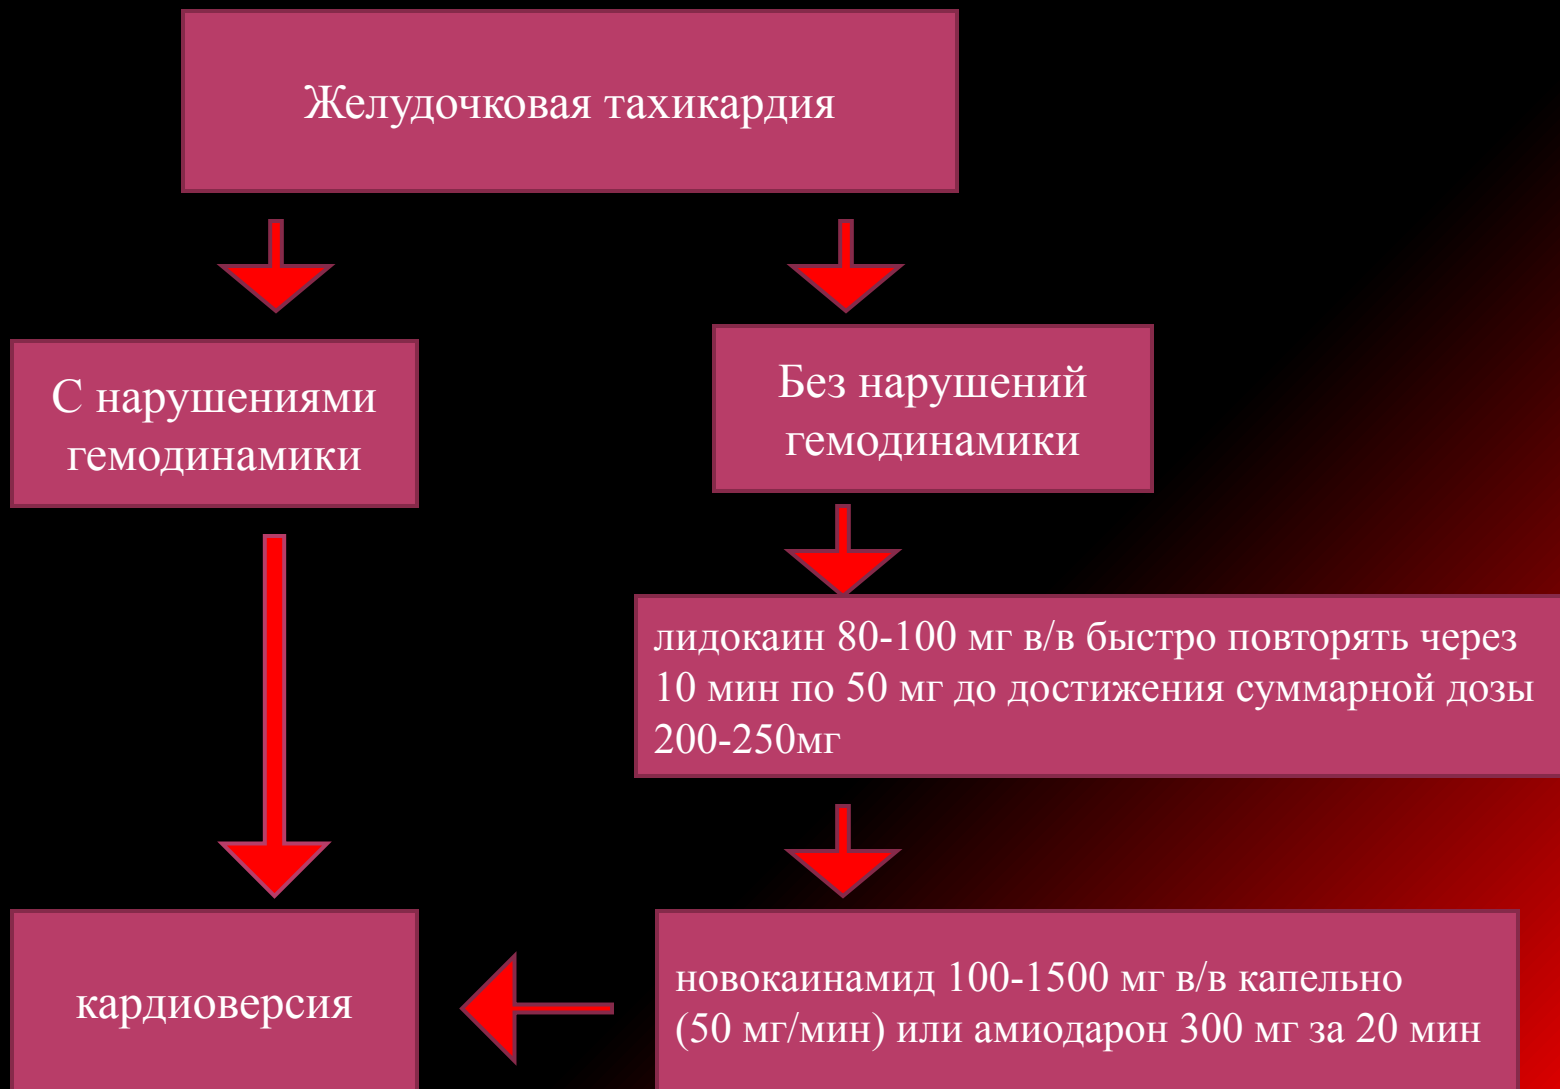 Желудочковая тахикардия
С нарушениями
гемодинамики
Без нарушений
гемодинамики
лидокаин 80-100 мг в/в быстро повторять через
10 мин по 50 мг до достижения суммарной дозы
200-250мг
кардиоверсия
новокаинамид 100-1500 мг в/в капельно
(50 мг/мин) или амиодарон 300 мг за 20 мин